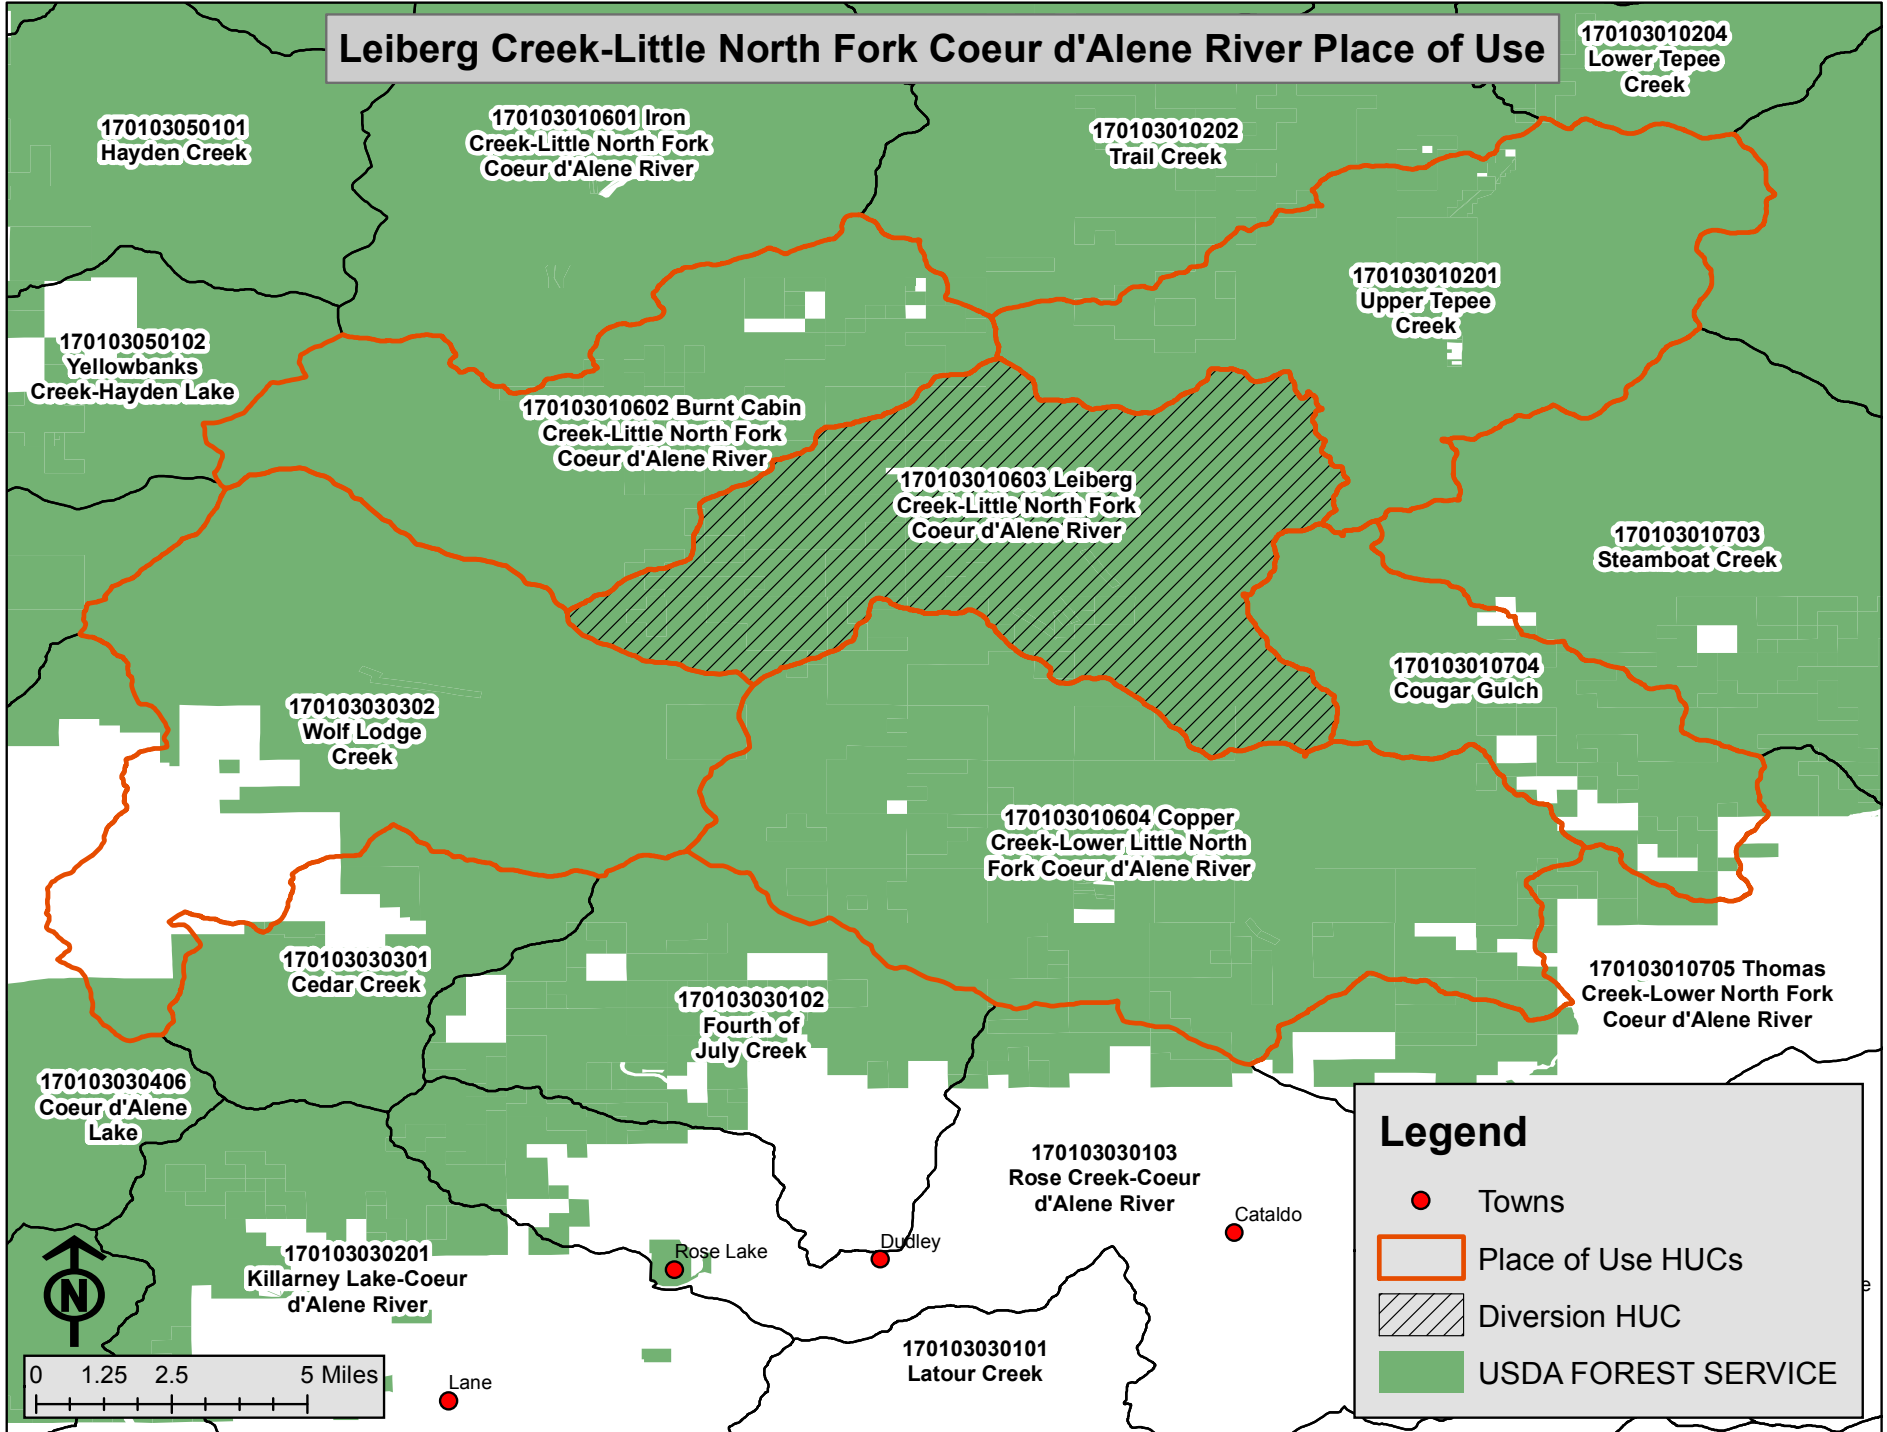 Leiberg Creek-Little North Fork Coeur d'Alene River Place of Use
170103010204
Lower Tepee
Creek
170103050101
Hayden Creek
170103010601 Iron
Creek-Little North Fork
Coeur d'Alene River
170103010202
Trail Creek
170103010201
Upper Tepee
Creek
170103050102
Yellowbanks
Creek-Hayden Lake
170103010602 Burnt Cabin
Creek-Little North Fork
Coeur d'Alene River
170103010603 Leiberg
Creek-Little North Fork
Coeur d'Alene River
170103010703
Steamboat Creek
170103010704
Cougar Gulch
170103030302
Wolf Lodge
Creek
170103010604 Copper
Creek-Lower Little North
Fork Coeur d'Alene River
170103030301
Cedar Creek
170103030102
Fourth of
July Creek
170103010705 Thomas
Creek-Lower North Fork
Coeur d'Alene River
170103030406
Coeur d'Alene
Lake
170103030103
Rose Creek-Coeur
d'Alene River
Cataldo
Dudley
Rose Lake
170103030201
Killarney Lake-Coeur
d'Alene River
170103030101
Latour Creek
Lane
N
0 1.25 2.5 5 Miles
Legend
Towns
Place of Use HUCs
Diversion HUC
USDA FOREST SERVICE
e